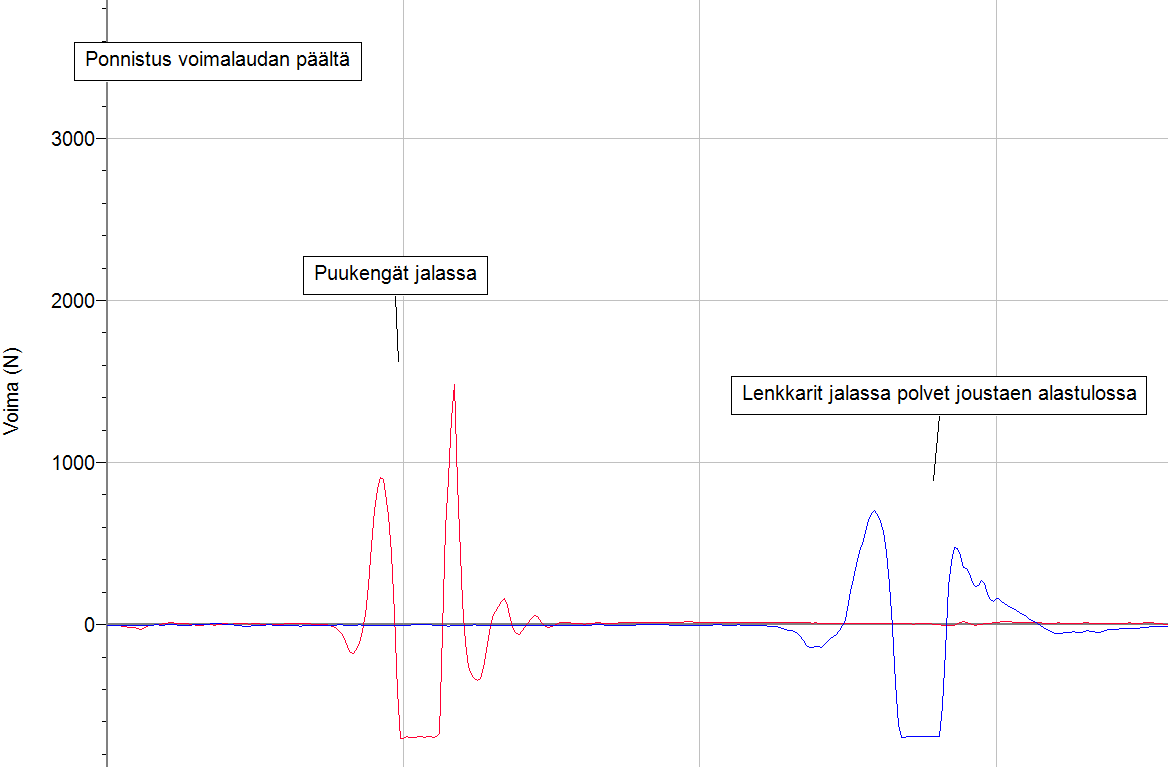 Ponnistus voimalaudan päältä
3000
Puukengät jalassa
2000
Voima (N)
Lenkkarit jalassa polvet joustaen alastulossa
1000
0